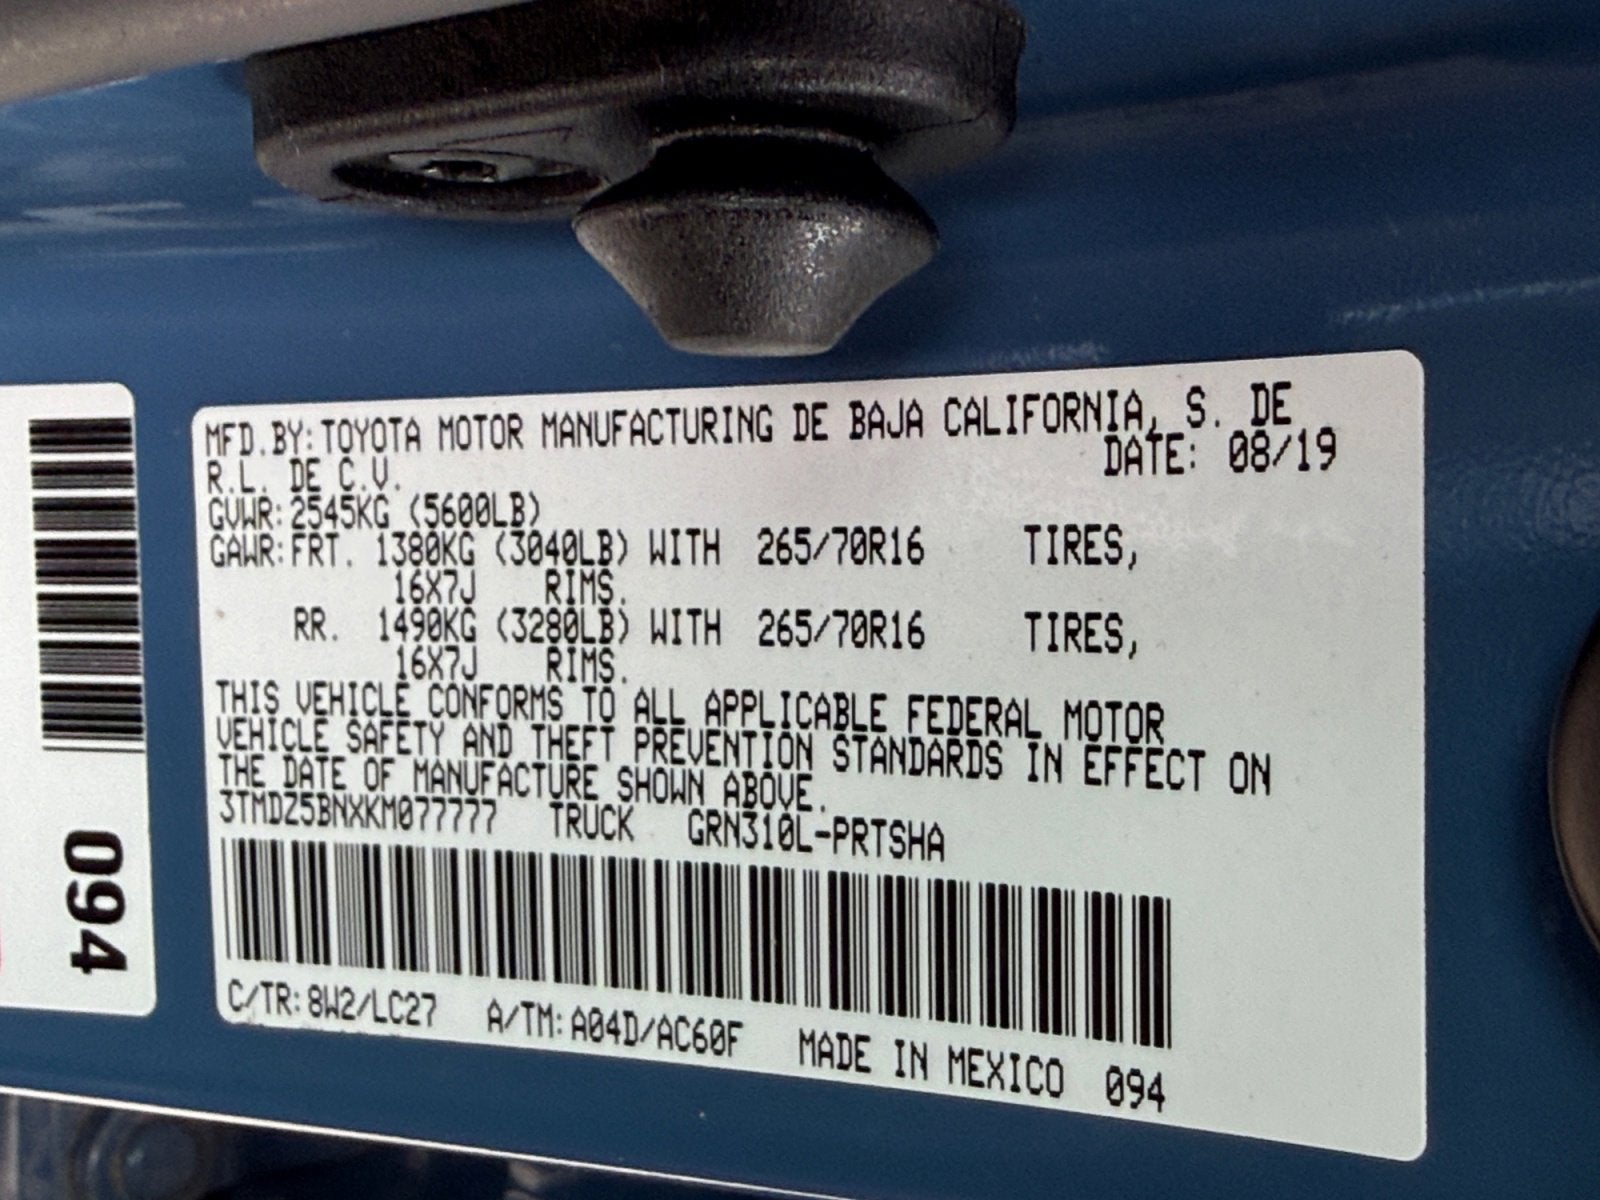 MFD.BY:TOYOTA MOTOR MANUFACTURING DE BAJA CALIFORNIA, S. DE
R.L. DE C.V. DATE: 08/19
GVWR:2545KG (5600LB)
GAWR:FRT. 1380KG (3040LB) WITH 265/70R16 TIRES,
16X7J RIMS.
RR. 1490KG (3280LB) WITH 265/70R16 TIRES,
16X7J RIMS.
THIS VEHICLE CONFORMS TO ALL APPLICABLE FEDERAL MOTOR
VEHICLE SAFETY AND THEFT PREVENTION STANDARDS IN EFFECT ON
THE DATE OF MANUFACTURE SHOWN ABOVE.
3TMDZ5BNXKM077777 TRUCK GRN310L-PRTSHA
C/TR:8W2/LC27 A/TM:A04D/AC60F MADE IN MEXICO 094
094